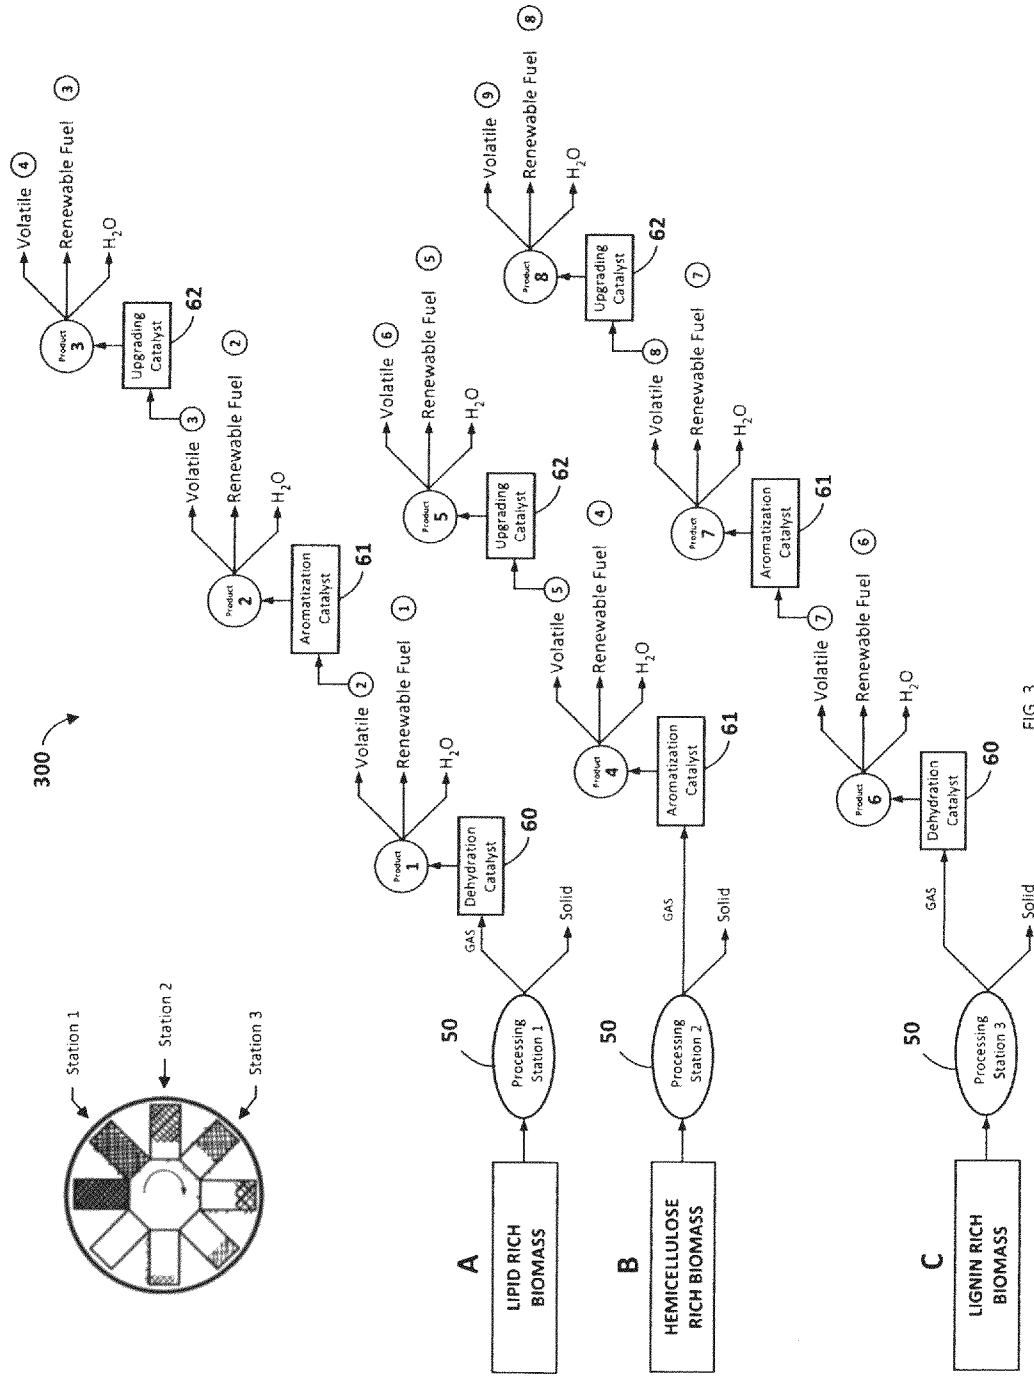 300
Station 1
Station 2
Station 3
A
LIPID RICH
BIOMASS
50
Processing
Station 1
GAS
Solid
Dehydration
Catalyst
60
Product
1
Volatile 2
Renewable Fuel 1
H₂O
Aromatization
Catalyst
61
Product
2
Volatile 3
Renewable Fuel 2
H₂O
Upgrading
Catalyst
62
Product
3
Volatile 4
Renewable Fuel 3
H₂O
B
HEMICELLULOSE
RICH BIOMASS
50
Processing
Station 2
GAS
Solid
Aromatization
Catalyst
61
Product
4
Volatile 5
Renewable Fuel 4
H₂O
Upgrading
Catalyst
62
Product
5
Volatile 6
Renewable Fuel 5
H₂O
C
LIGNIN RICH
BIOMASS
50
Processing
Station 3
GAS
Solid
Dehydration
Catalyst
60
Product
6
Volatile 7
Renewable Fuel 6
H₂O
Aromatization
Catalyst
61
Product
7
Volatile 8
Renewable Fuel 7
H₂O
Upgrading
Catalyst
62
Product
8
Volatile 9
Renewable Fuel 8
H₂O
FIG. 3